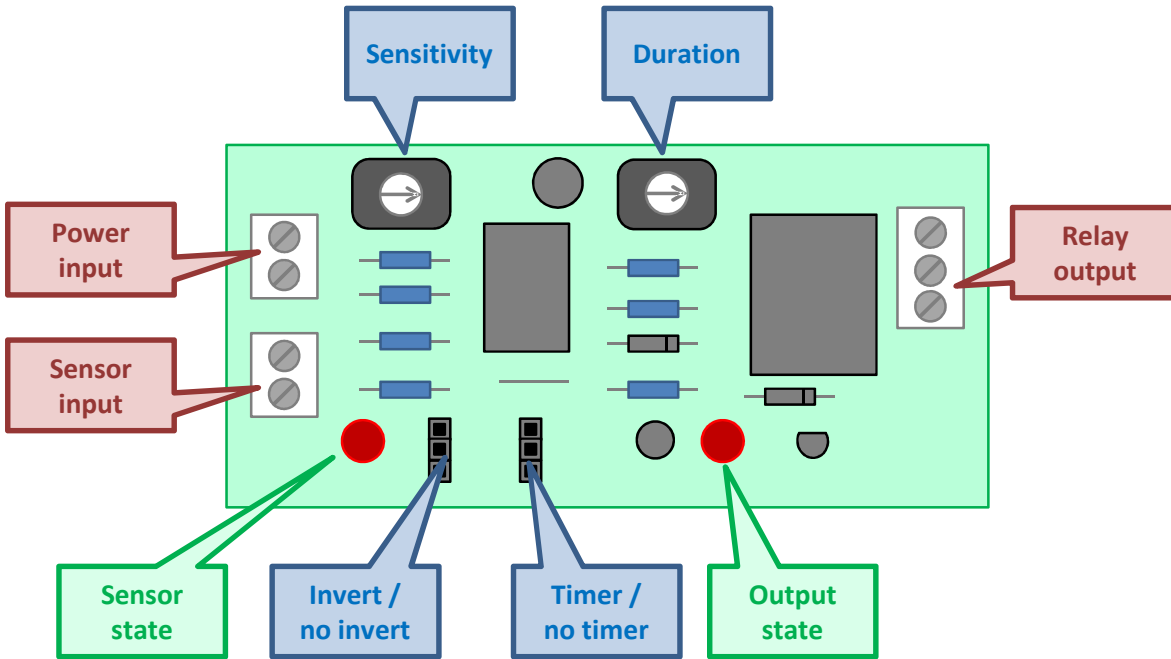 Sensitivity
Duration
Power
input
Relay
output
Sensor
input
Sensor
state
Invert /
no invert
Timer /
no timer
Output
state